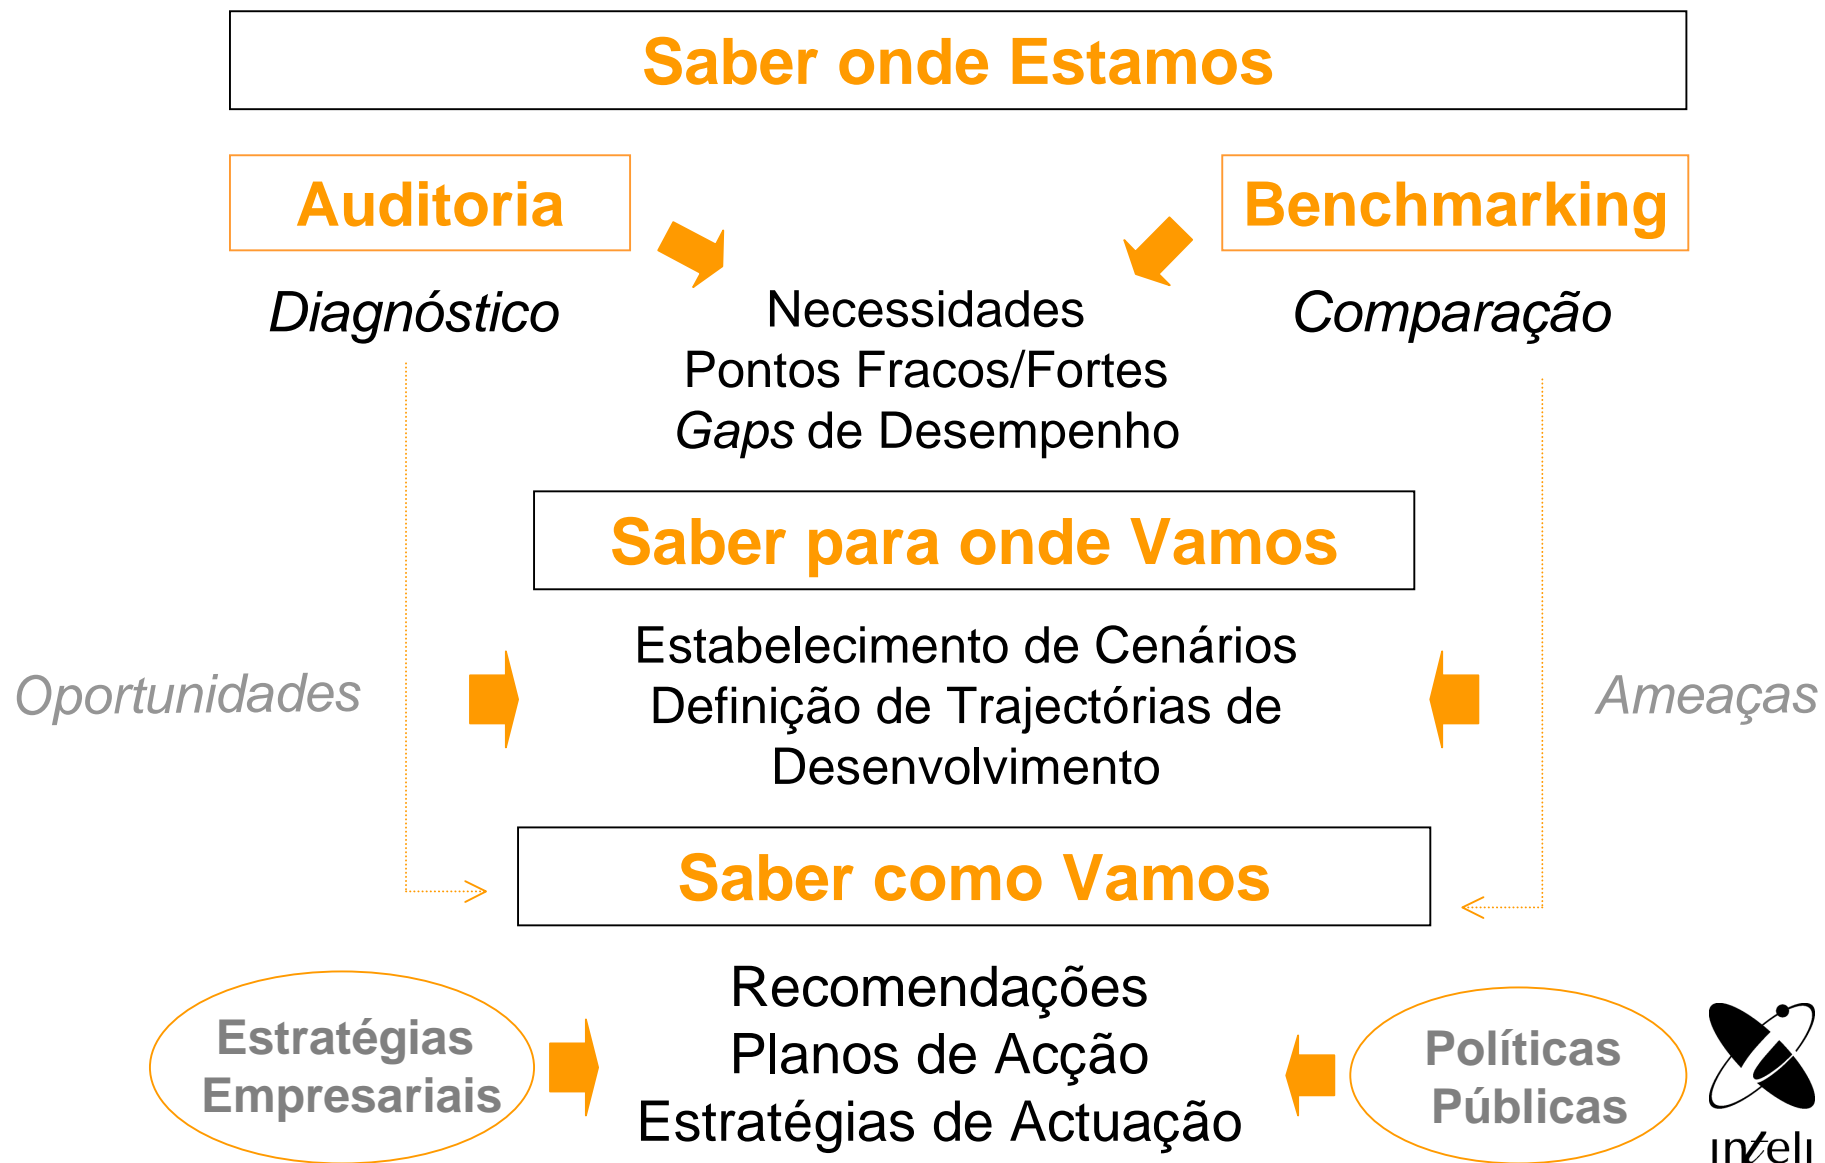 Saber onde Estamos
Auditoria
Benchmarking
Diagnóstico
Necessidades
Comparação
Pontos Fracos/Fortes
Gaps de Desempenho
Saber para onde Vamos
Estabelecimento de Cenários
Oportunidades
Definição de Trajectórias de
Ameaças
Desenvolvimento
Saber como Vamos
Recomendações
Estratégias
Empresariais
Planos de Acção
Políticas
Públicas
Estratégias de Actuação
inteli